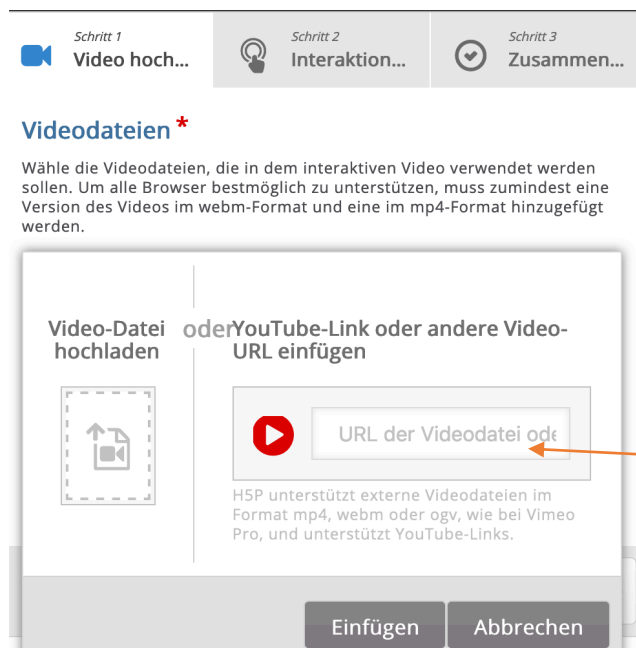 Schritt 1
Video hoch...
Schritt 2
Interaktion...
Schritt 3
Zusammen...
Videodateien *
Wähle die Videodateien, die in dem interaktiven Video verwendet werden
sollen. Um alle Browser bestmöglich zu unterstützen, muss zumindest eine
Version des Videos im webm-Format und eine im mp4-Format hinzugefügt
werden.
Video-Datei
hochladen
oder
YouTube-Link oder andere Video-
URL einfügen
URL der Videodatei ode
H5P unterstützt externe Videodateien im
Format mp4, webm oder ogv, wie bei Vimeo
Pro, und unterstützt YouTube-Links.
Einfügen
Abbrechen